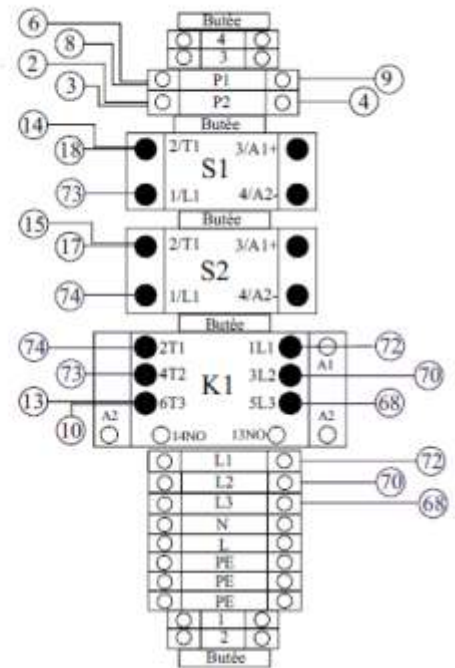 Butée
4
3
6
8
P1
9
2
3
P2
4
Butée
14
18
2/T1
3/A1+
S1
73
1/L1
4/A2-
Butée
15
17
2/T1
3/A1+
S2
74
1/L1
4/A2-
Butée
74
2T1
1L1
72
A1
73
4T2
K1
3L2
70
13
6T3
5L3
68
10
A2
14NO
13NO
A2
L1
72
L2
70
L3
68
N
L
PE
PE
PE
1
2
Butée